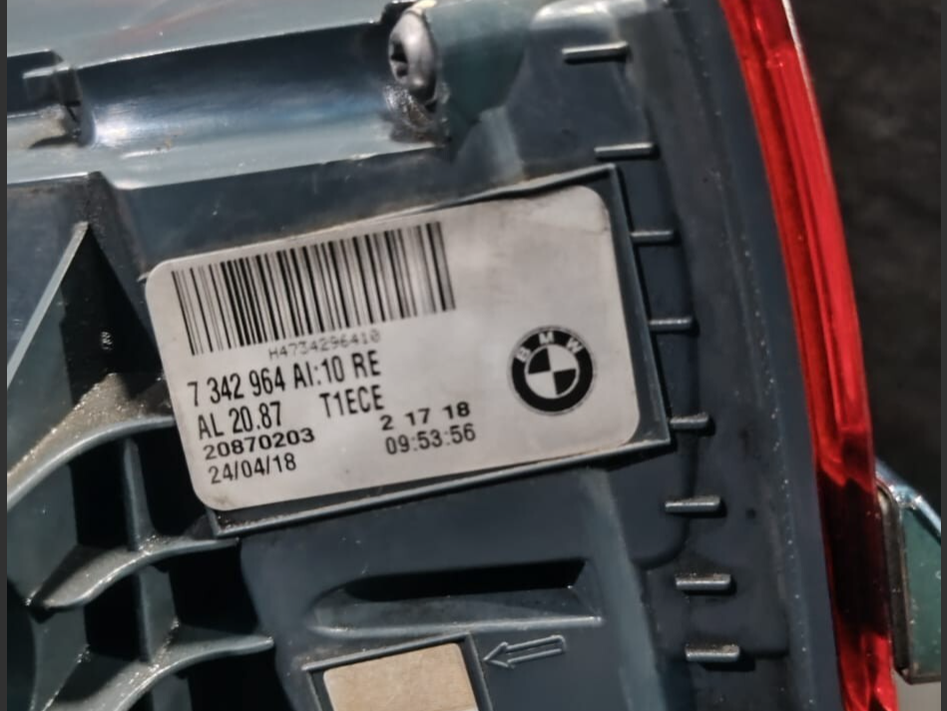 H4734296410
7 342 964 AI:10 RE
AL 20.87 T1ECE
20870203 2 17 18
24/04/18 09:53:56
BMW